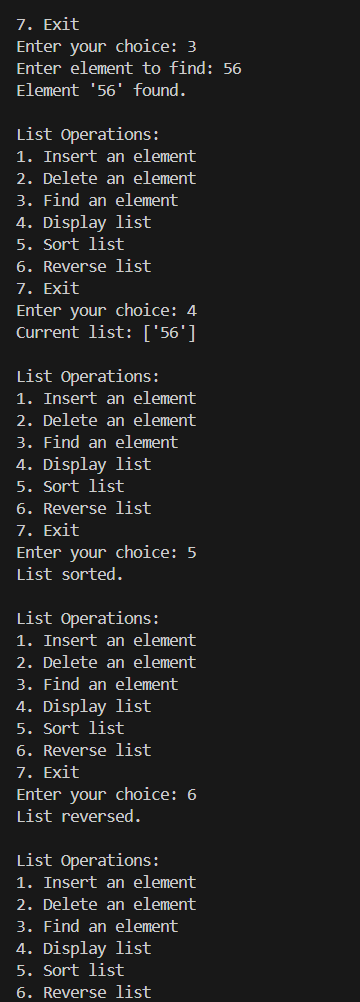 7. Exit
Enter your choice: 3
Enter element to find: 56
Element '56' found.

List Operations:
1. Insert an element
2. Delete an element
3. Find an element
4. Display list
5. Sort list
6. Reverse list
7. Exit
Enter your choice: 4
Current list: ['56']

List Operations:
1. Insert an element
2. Delete an element
3. Find an element
4. Display list
5. Sort list
6. Reverse list
7. Exit
Enter your choice: 5
List sorted.

List Operations:
1. Insert an element
2. Delete an element
3. Find an element
4. Display list
5. Sort list
6. Reverse list
7. Exit
Enter your choice: 6
List reversed.

List Operations:
1. Insert an element
2. Delete an element
3. Find an element
4. Display list
5. Sort list
6. Reverse list